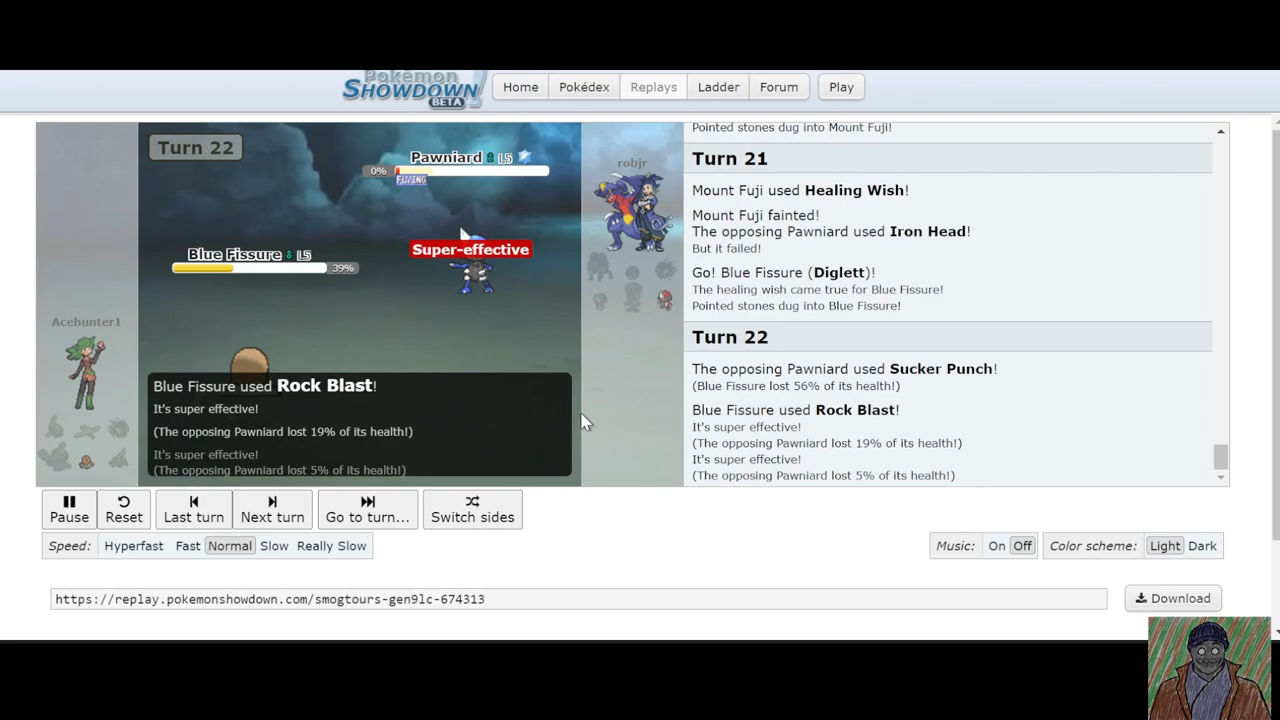 Pokémon
SHOWDOWN
BETA
Home
Pokédex
Replays
Ladder
Forum
Play
Turn 22
Pawniard L5
0%
FLYING
Super-effective
Blue Fissure L5
39%
Acehunter1
robjr
Blue Fissure used Rock Blast!
It's super effective!
(The opposing Pawniard lost 19% of its health!)
It's super effective!
(The opposing Pawniard lost 5% of its health!)
Pointed stones dug into Mount Fuji!
Turn 21
Mount Fuji used Healing Wish!
Mount Fuji fainted!
The opposing Pawniard used Iron Head!
But it failed!
Go! Blue Fissure (Diglett)!
The healing wish came true for Blue Fissure!
Pointed stones dug into Blue Fissure!
Turn 22
The opposing Pawniard used Sucker Punch!
(Blue Fissure lost 56% of its health!)
Blue Fissure used Rock Blast!
It's super effective!
(The opposing Pawniard lost 19% of its health!)
It's super effective!
(The opposing Pawniard lost 5% of its health!)
Pause
Reset
Last turn
Next turn
Go to turn...
Switch sides
Speed: Hyperfast Fast Normal Slow Really Slow
Music: On Off
Color scheme: Light Dark
https://replay.pokemonshowdown.com/smogtours-gen9lc-674313
Download